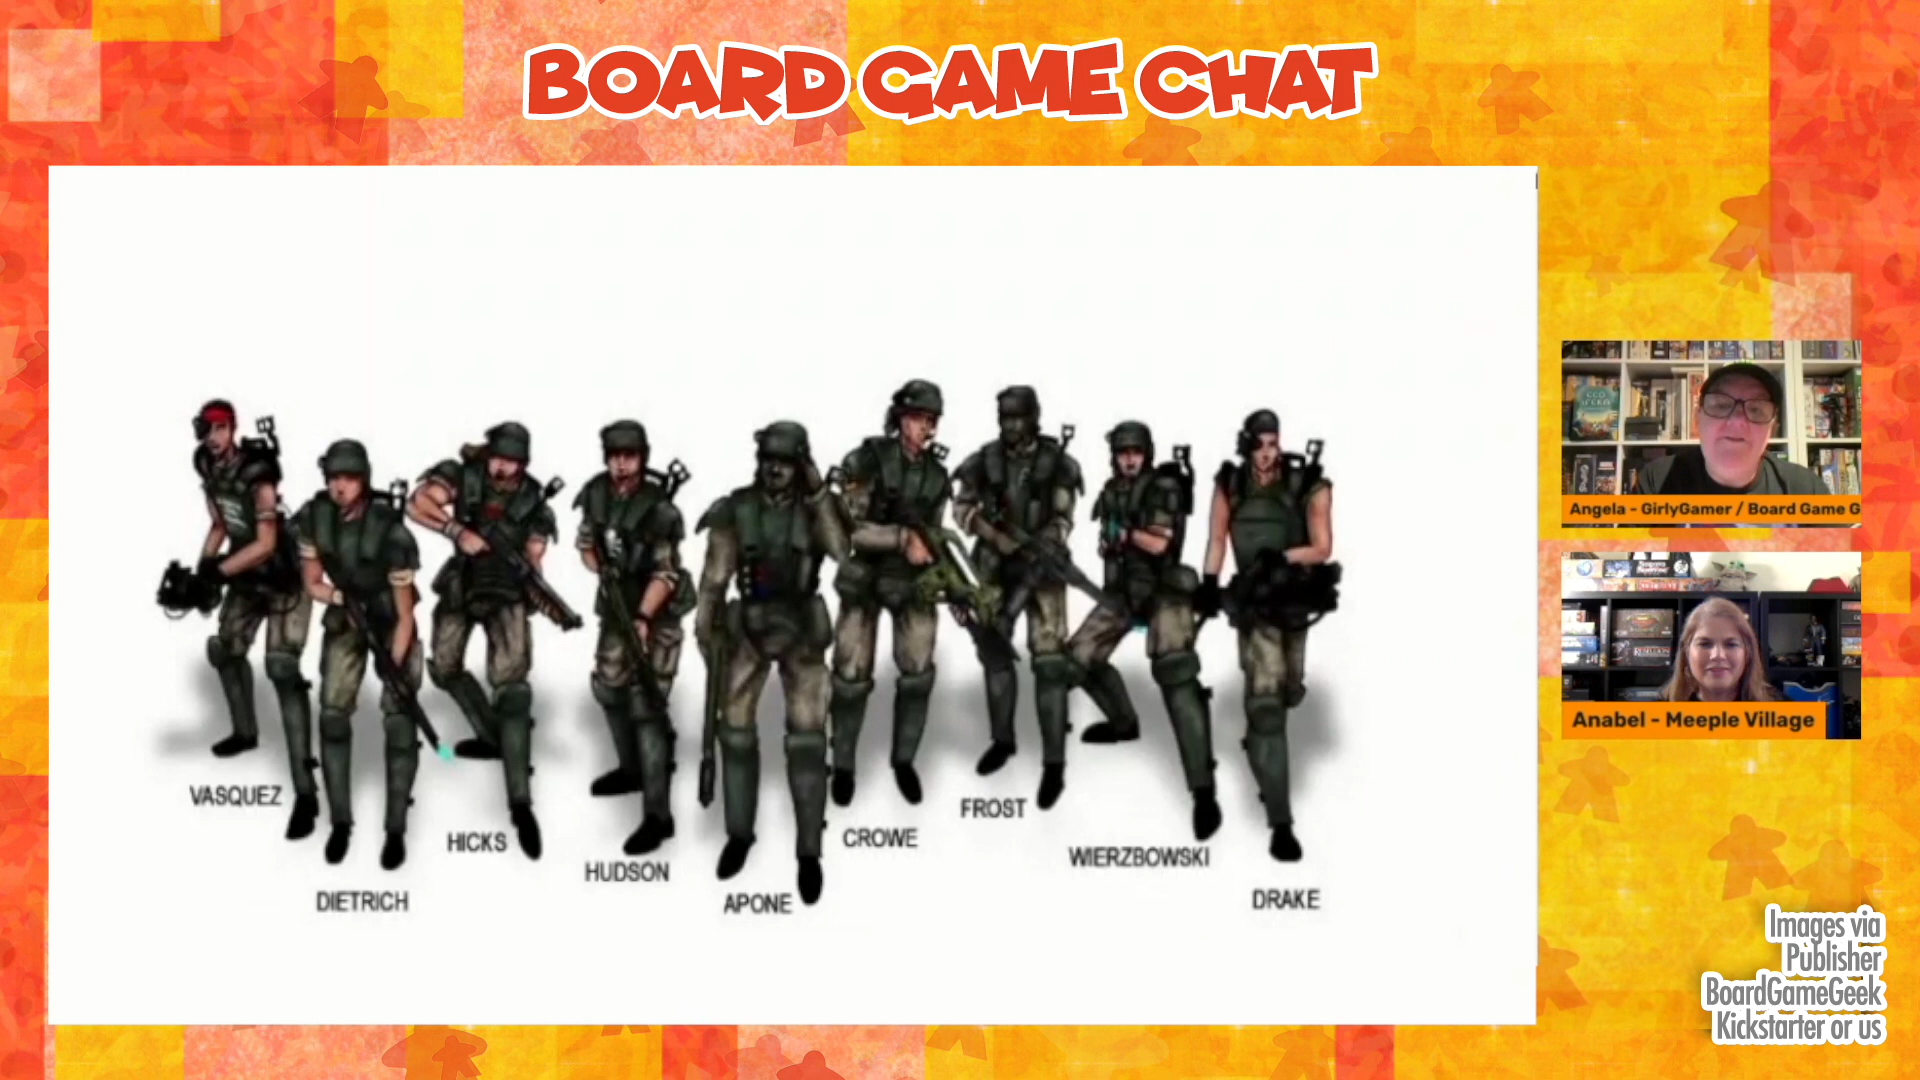 BOARD GAME CHAT
VASQUEZ
DIETRICH
HICKS
HUDSON
APONE
CROWE
FROST
WIERZBOWSKI
DRAKE
Angela - GirlyGamer / Board Game G
Anabel - Meeple Village
Images via
Publisher
BoardGameGeek
Kickstarter or us